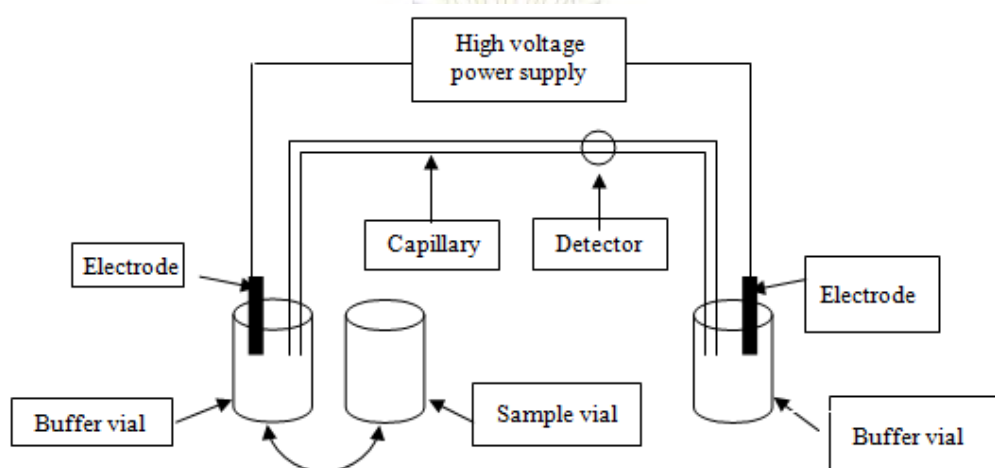 High voltage
power supply
Capillary
Detector
Electrode
Electrode
Buffer vial
Sample vial
Buffer vial